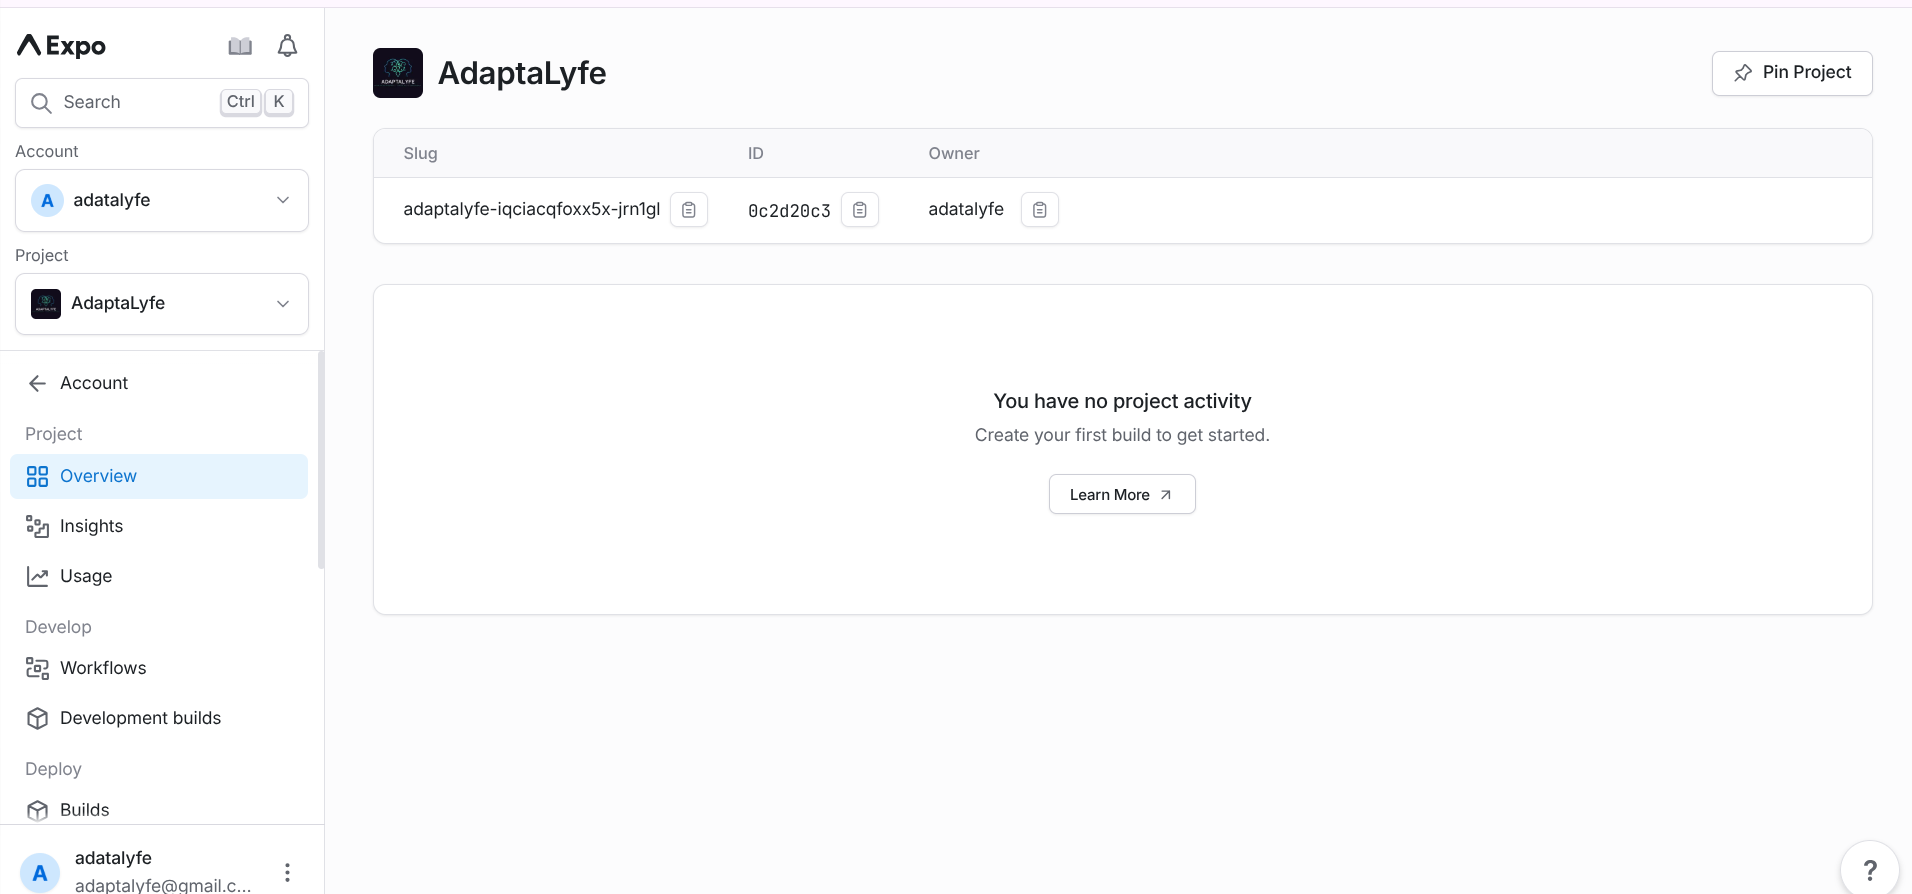 Expo
Search Ctrl K
Account
A adatalyfe
Project
AdaptaLyfe
Account
Project
Overview
Insights
Usage
Develop
Workflows
Development builds
Deploy
Builds
A adatalyfe
adaptalyfe@gmail.c...
ADAPTALYFE
AdaptaLyfe
Pin Project
Slug ID Owner
adaptalyfe-iqciacqfoxx5x-jrn1gl 0c2d20c3 adatalyfe
You have no project activity
Create your first build to get started.
Learn More
?